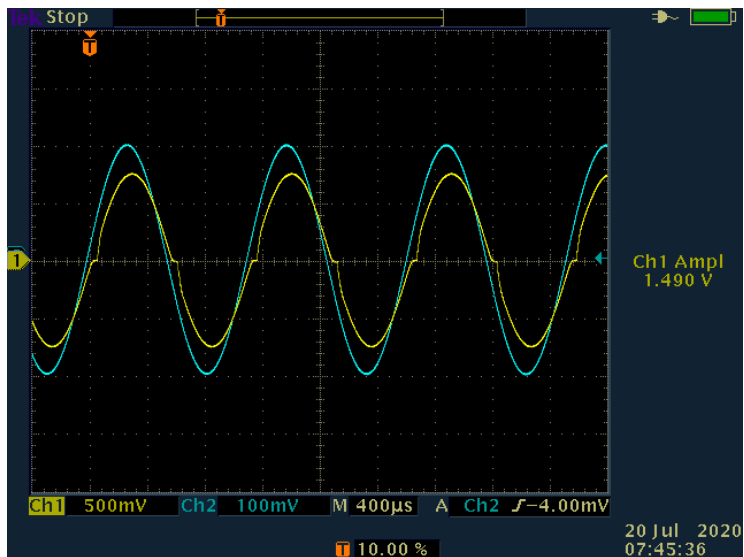 Tek Stop
T
T
1
Ch1 Ampl
1.490 V
Ch1 500mV Ch2 100mV M 400µs A Ch2 ∫ -4.00mV
T 10.00 %
20 Jul 2020
07:45:36